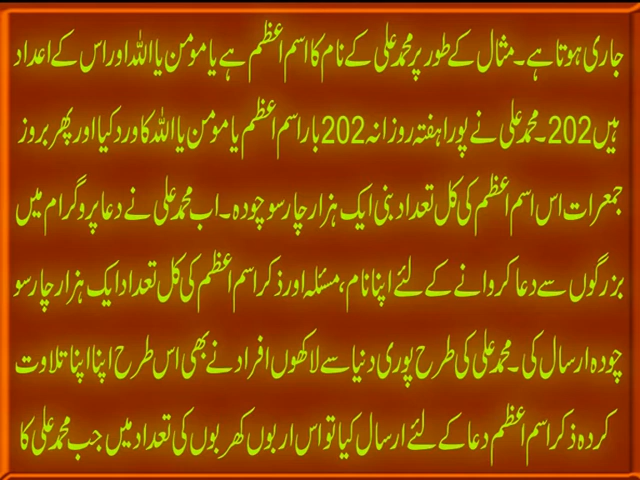 جاری ہوتا ہے۔ مثال کے طور پر محمد علی کے نام کا اسم اعظم ہے یا مومن یا اللہ اور اس کے اعداد
ہیں 202۔ محمد علی نے پورا ہفتہ روزانہ 202 بار اسم اعظم یا مومن یا اللہ کا ورد کیا اور پھر بروز
جمعرات اس اسم اعظم کی کل تعداد بنی ایک ہزار چار سو چودہ۔ اب محمد علی نے دعا پروگرام میں
بزرگوں سے دعا کروانے کے لئے اپنا نام، مسئلہ اور ذکر اسم اعظم کی کل تعداد ایک ہزار چار سو
چودہ ارسال کی۔ محمد علی کی طرح پوری دنیا سے لاکھوں افراد نے بھی اس طرح اپنا اپنا تلاوت
کردہ ذکر اسم اعظم دعا کے لئے ارسال کیا تو اس اربوں کھربوں کی تعداد میں جب محمد علی کا